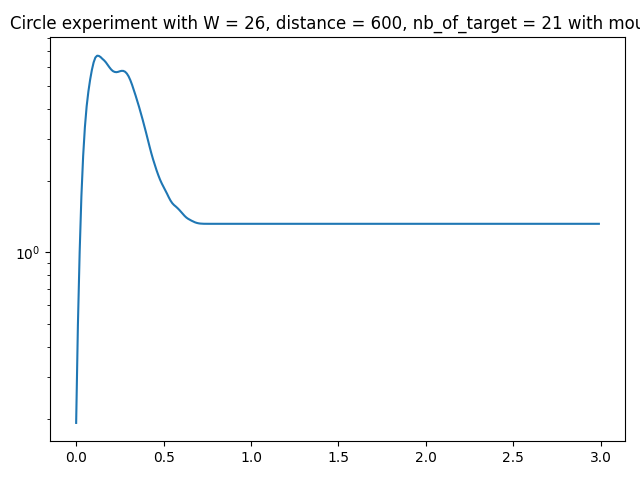 Circle experiment with W = 26, distance = 600, nb_of_target = 21 with mou
10⁰
0.0 0.5 1.0 1.5 2.0 2.5 3.0